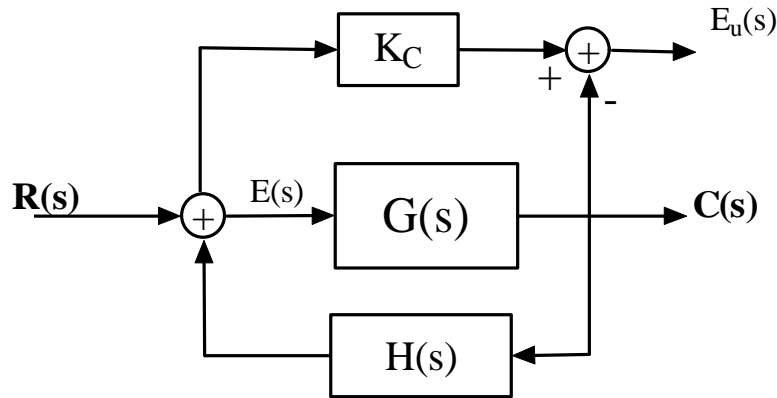 E_u(s)
K_C
+
+
-
R(s)
E(s)
+
G(s)
C(s)
H(s)